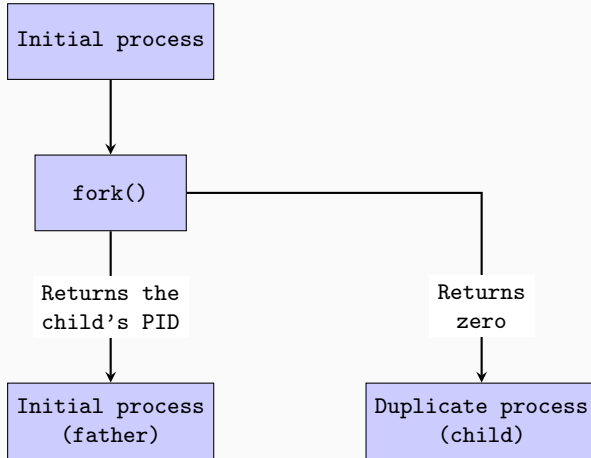 Initial process
fork()
Returns the
child's PID
Returns
zero
Initial process
(father)
Duplicate process
(child)